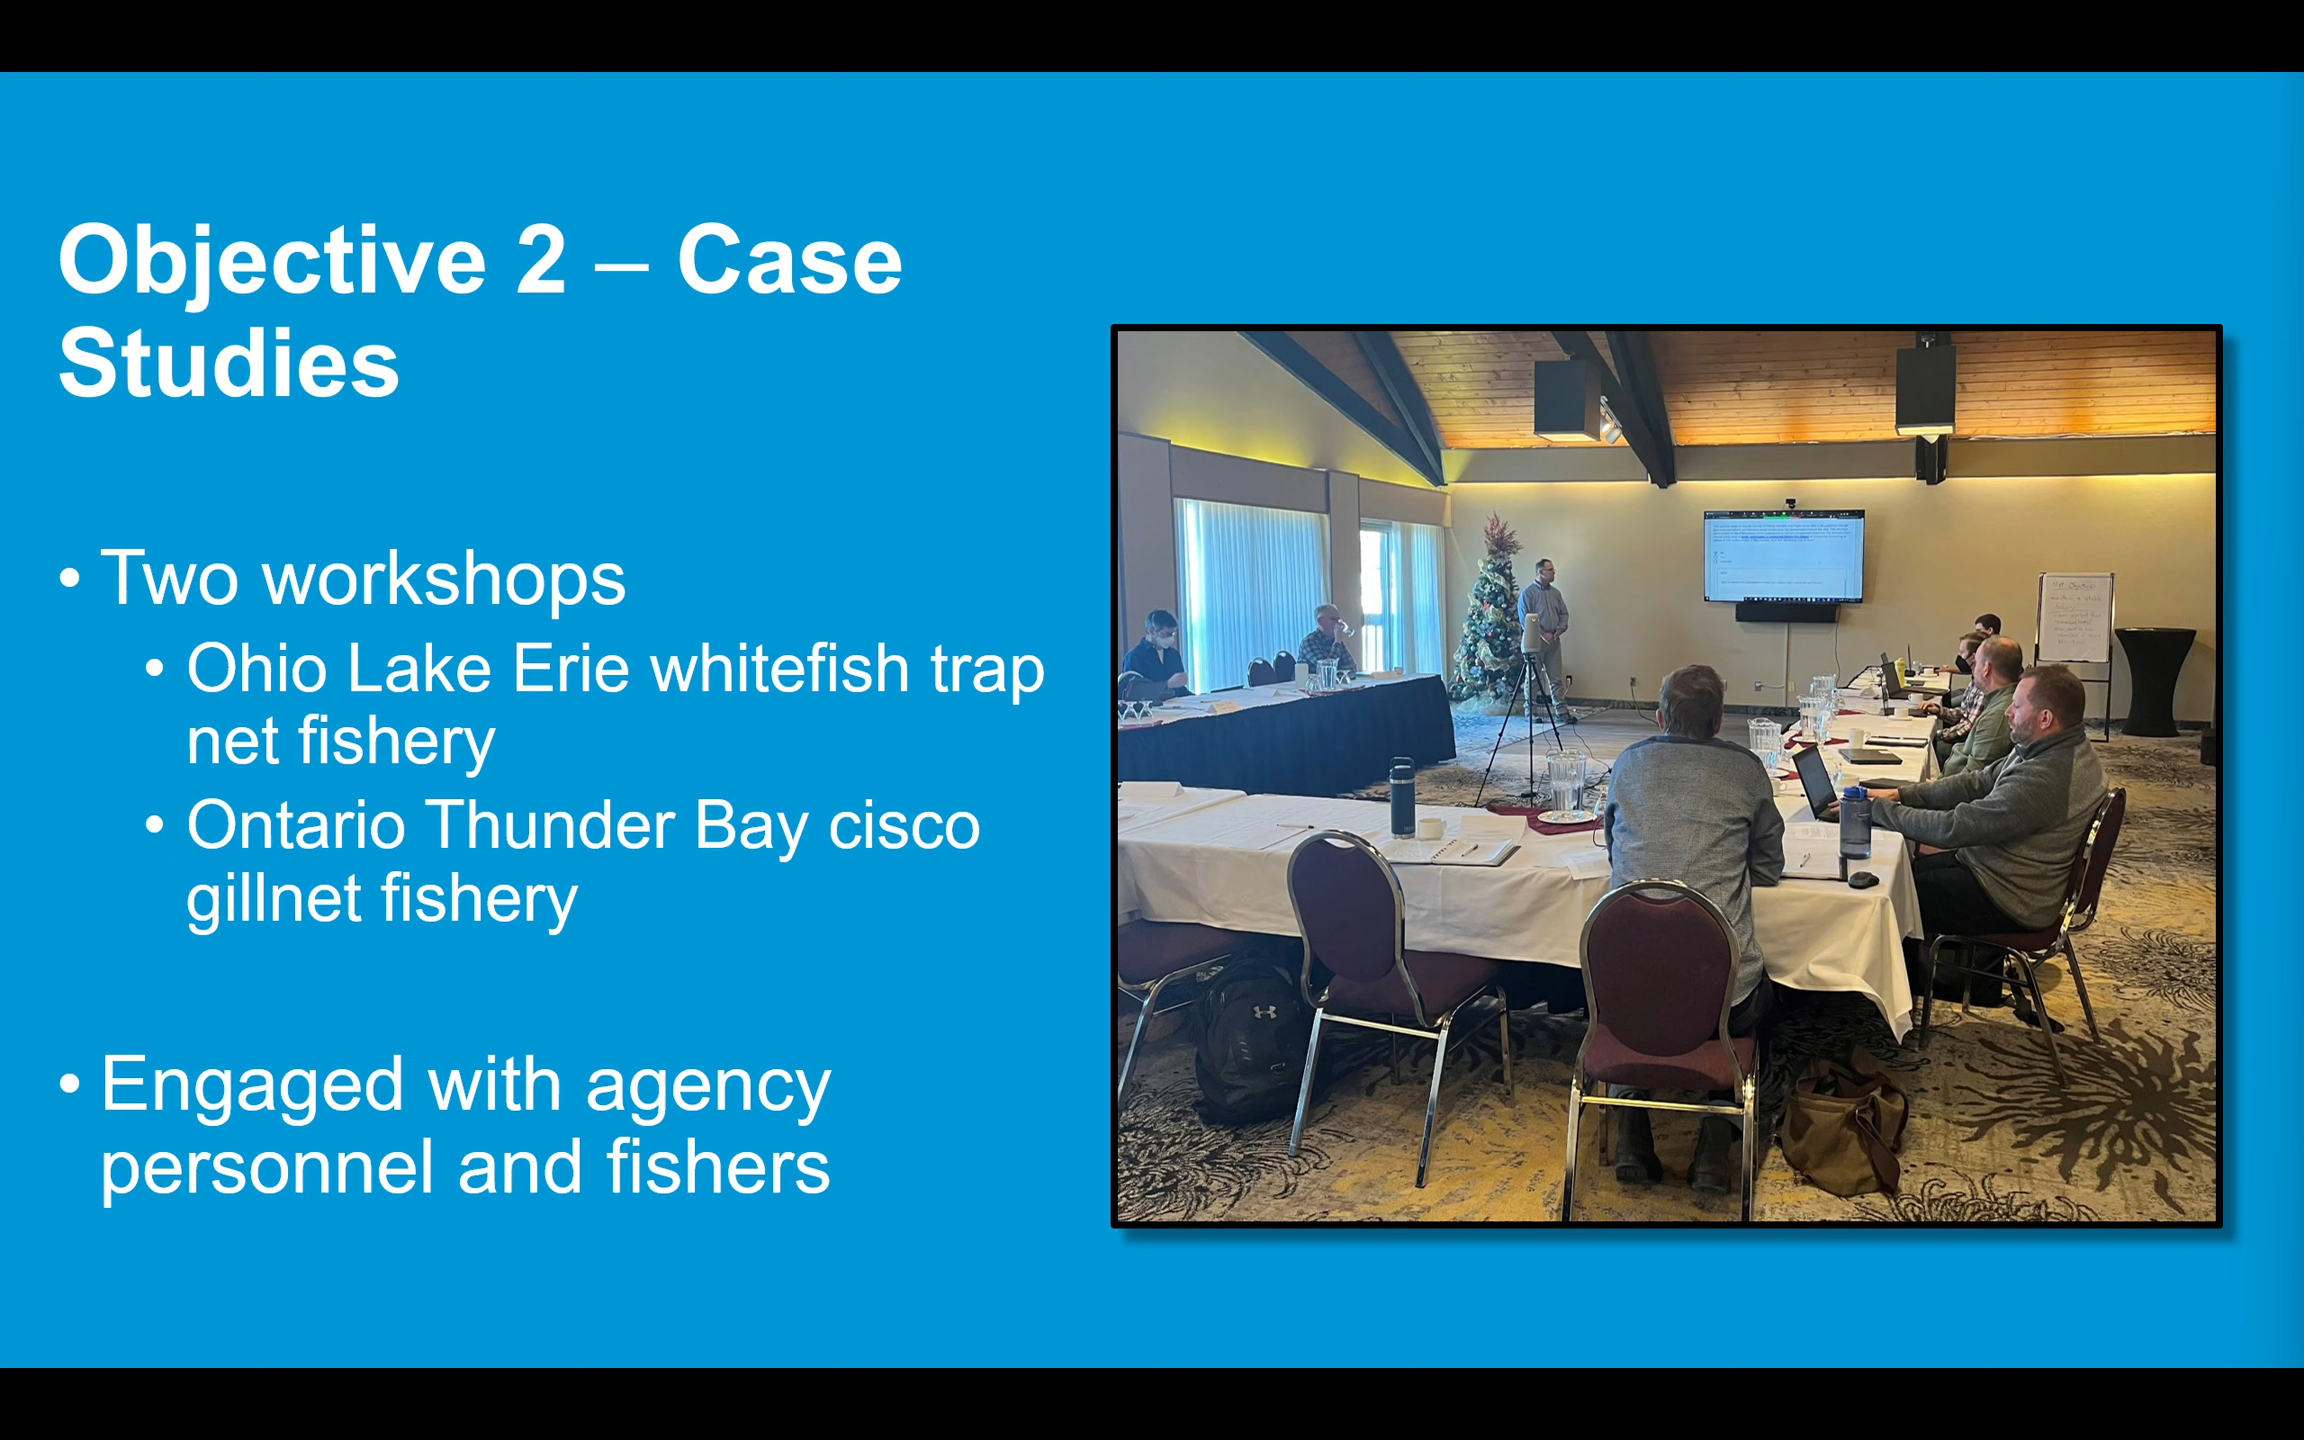 Objective 2 – Case
Studies
• Two workshops
• Ohio Lake Erie whitefish trap
net fishery
• Ontario Thunder Bay cisco
gillnet fishery
• Engaged with agency
personnel and fishers